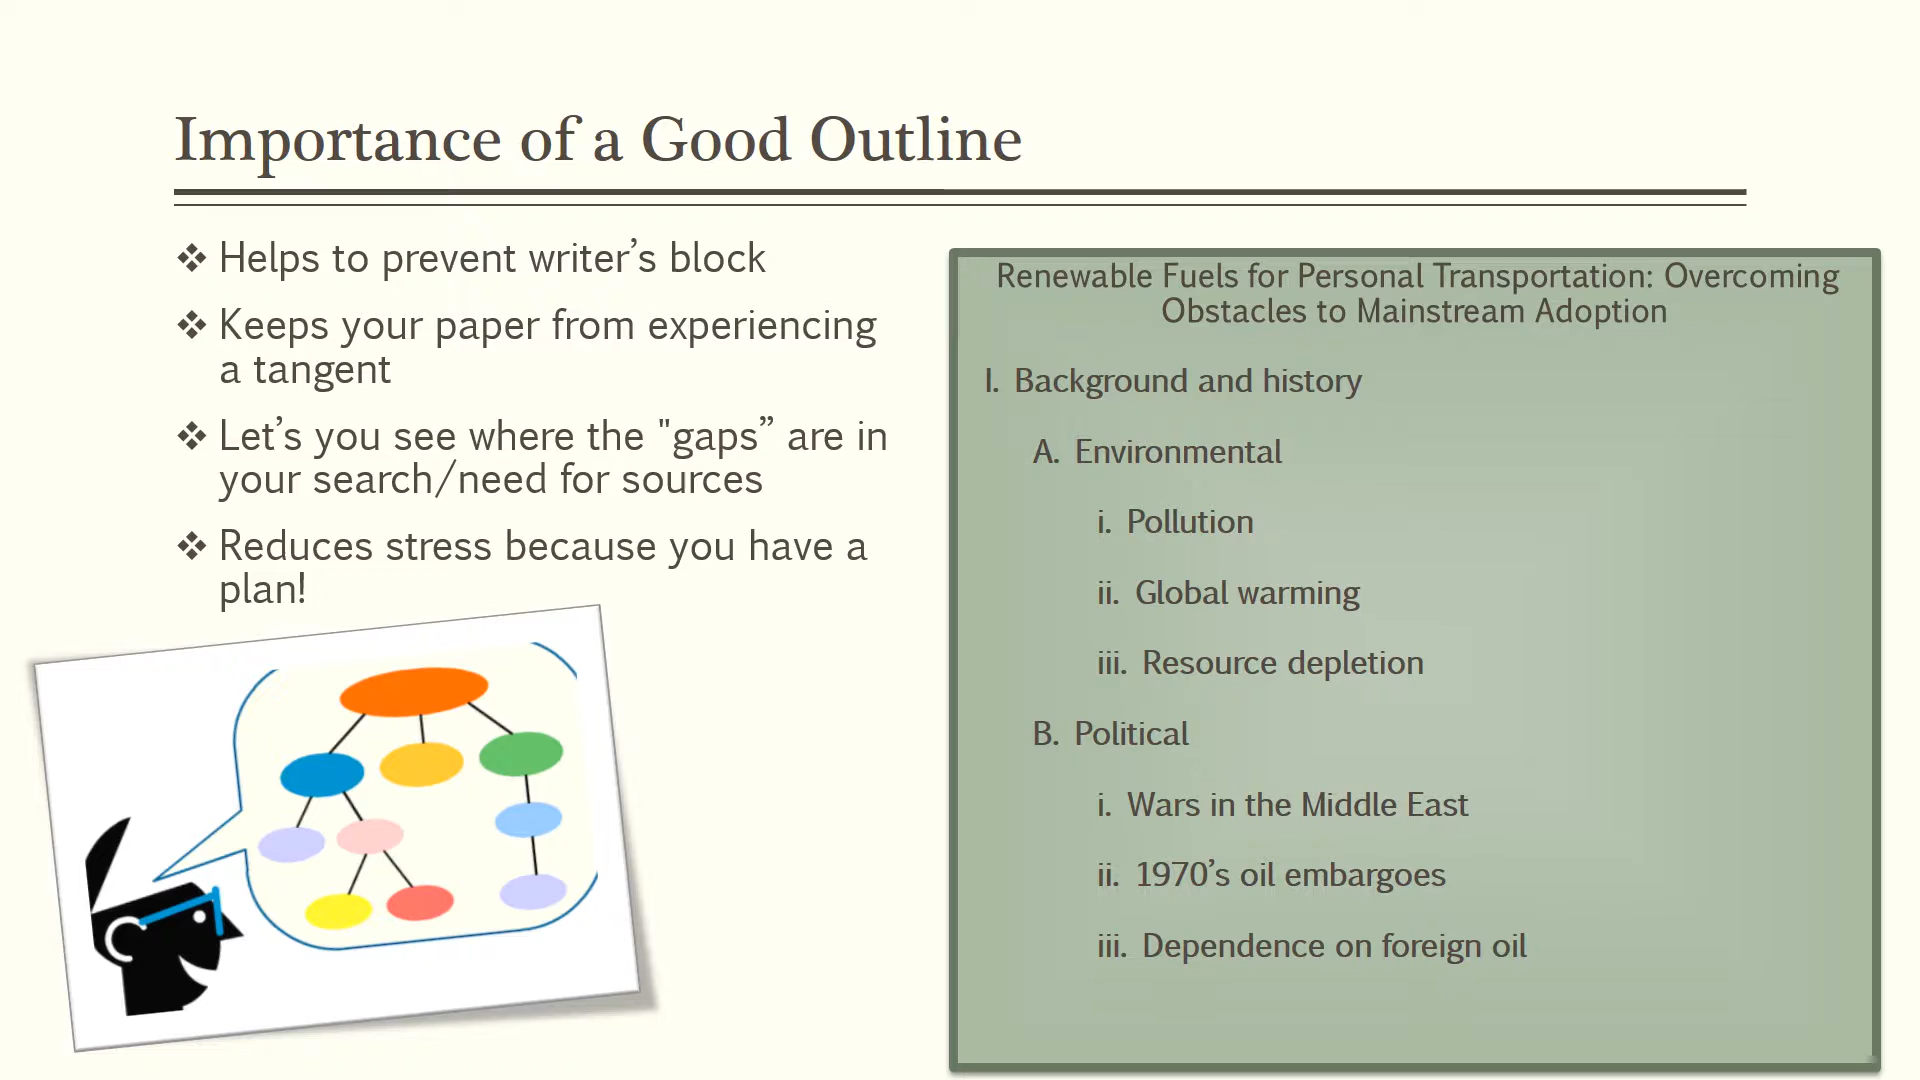 Importance of a Good Outline
❖ Helps to prevent writer’s block
❖ Keeps your paper from experiencing
a tangent
❖ Let’s you see where the "gaps” are in
your search/need for sources
❖ Reduces stress because you have a
plan!
Renewable Fuels for Personal Transportation: Overcoming
Obstacles to Mainstream Adoption
I. Background and history
A. Environmental
i. Pollution
ii. Global warming
iii. Resource depletion
B. Political
i. Wars in the Middle East
ii. 1970’s oil embargoes
iii. Dependence on foreign oil